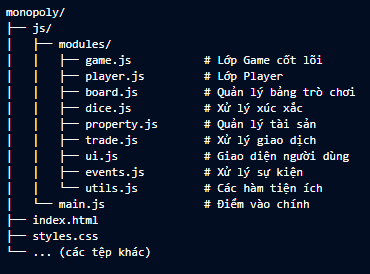 monopoly/
├── js/
│   ├── modules/
│   │   ├── game.js          # Lớp Game cốt lõi
│   │   ├── player.js        # Lớp Player
│   │   ├── board.js         # Quản lý bảng trò chơi
│   │   ├── dice.js          # Xử lý xúc xắc
│   │   ├── property.js      # Quản lý tài sản
│   │   ├── trade.js         # Xử lý giao dịch
│   │   ├── ui.js            # Giao diện người dùng
│   │   ├── events.js        # Xử lý sự kiện
│   │   └── utils.js         # Các hàm tiện ích
│   └── main.js              # Điểm vào chính
├── index.html
├── styles.css
└── ... (các tệp khác)